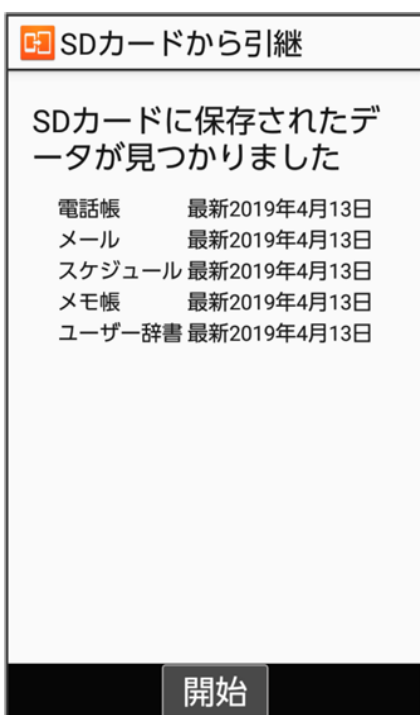 SDカードから引継
SDカードに保存されたデ
ータが見つかりました
電話帳 最新2019年4月13日
メール 最新2019年4月13日
スケジュール 最新2019年4月13日
メモ帳 最新2019年4月13日
ユーザー辞書 最新2019年4月13日
開始